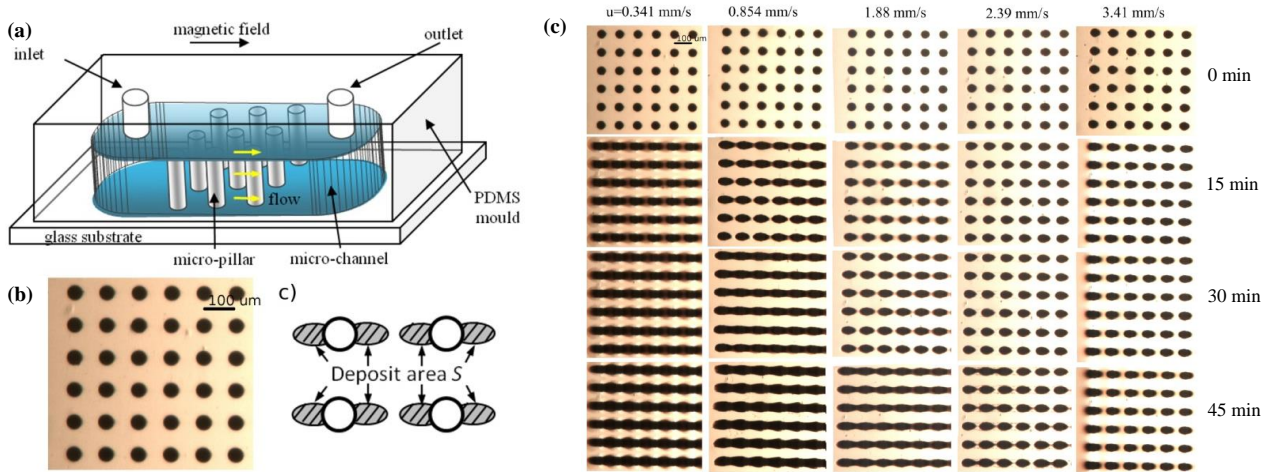 (a)
magnetic field
inlet
outlet
flow
PDMS
mould
glass substrate
micro-pillar
micro-channel
(b)
100 um
c)
Deposit area S
(c)
u=0.341 mm/s
0.854 mm/s
1.88 mm/s
2.39 mm/s
3.41 mm/s
100 um
0 min
15 min
30 min
45 min